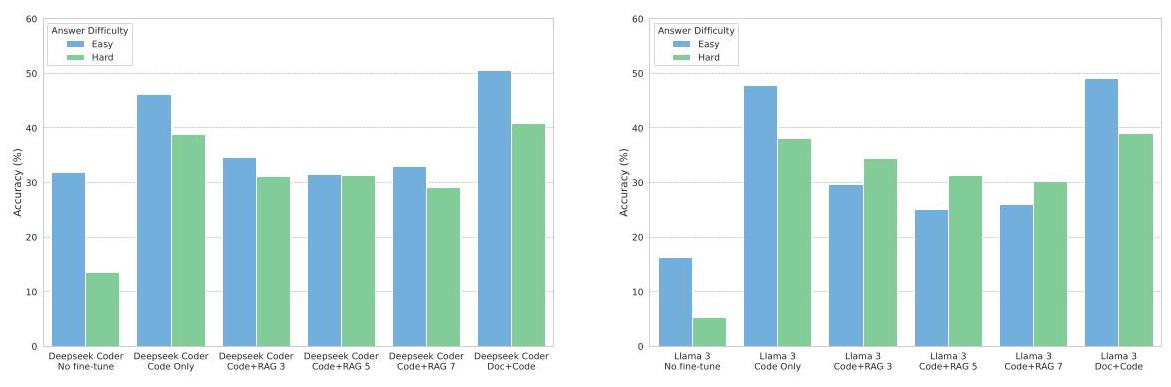 60
50
40
30
20
10
0
Accuracy (%)
Answer Difficulty
Easy
Hard
Deepseek Coder
No fine-tune
Deepseek Coder
Code Only
Deepseek Coder
Code+RAG 3
Deepseek Coder
Code+RAG 5
Deepseek Coder
Code+RAG 7
Deepseek Coder
Doc+Code
60
50
40
30
20
10
0
Accuracy (%)
Answer Difficulty
Easy
Hard
Llama 3
No fine-tune
Llama 3
Code Only
Llama 3
Code+RAG 3
Llama 3
Code+RAG 5
Llama 3
Code+RAG 7
Llama 3
Doc+Code